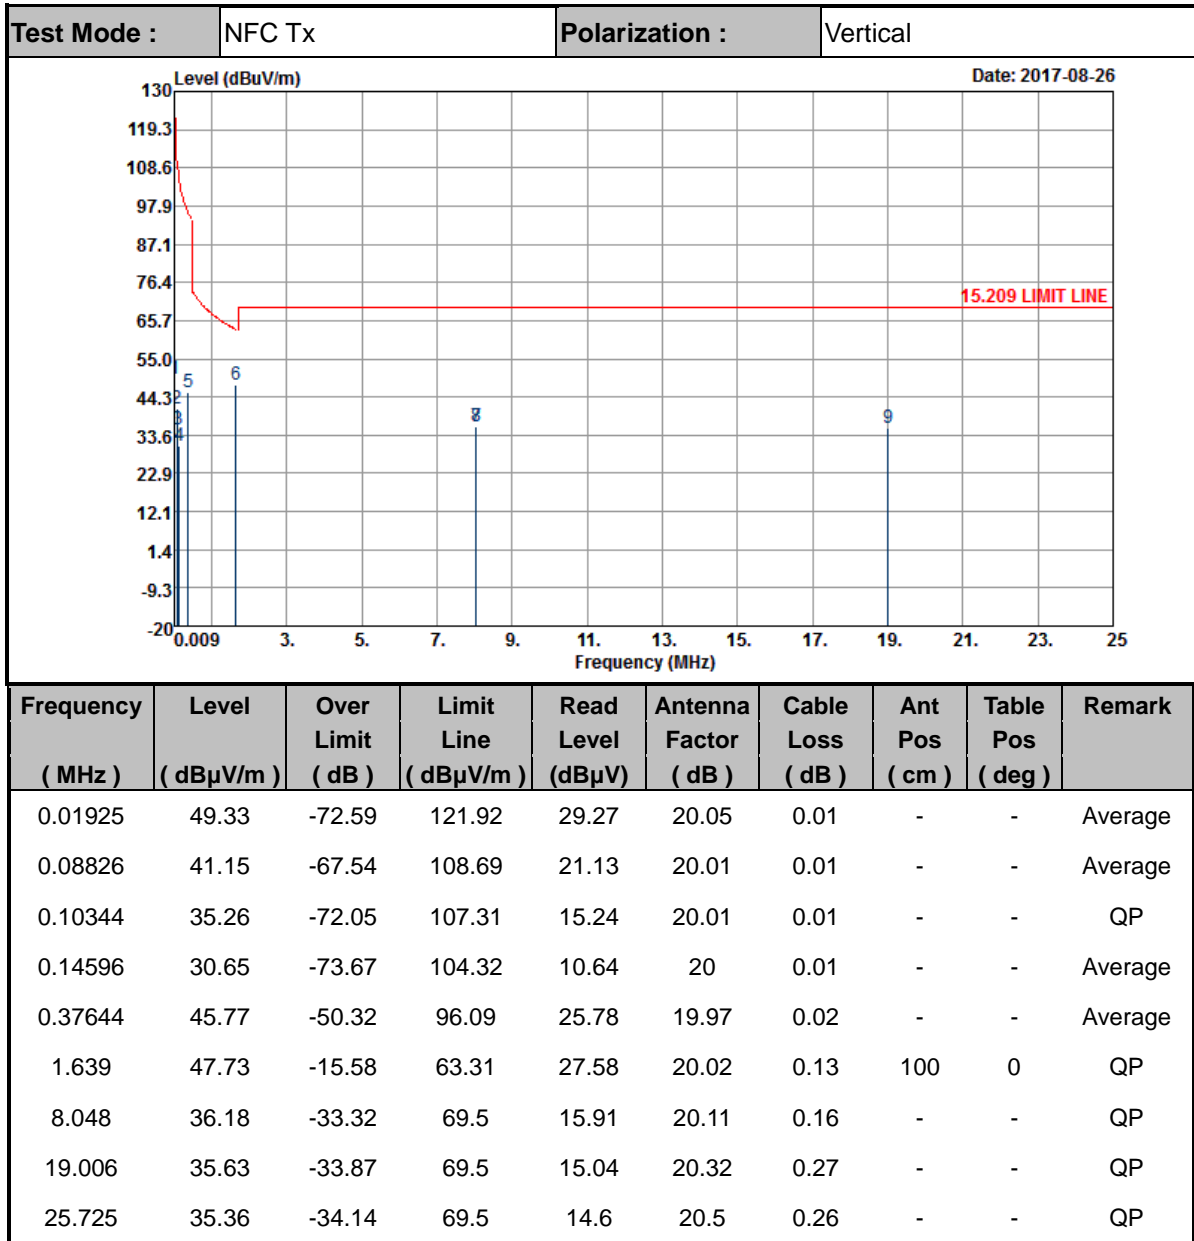 Test Mode : NFC Tx Polarization : Vertical
Level (dBuV/m) Date: 2017-08-26
130
119.3
108.6
97.9
87.1
76.4
15.209 LIMIT LINE
65.7
55.0
1
5 6
44.3 2
3 7 9
33.6 4
22.9
12.1
1.4
-9.3
-20
0.009 3. 5. 7. 9. 11. 13. 15. 17. 19. 21. 23. 25
Frequency (MHz)
Frequency Level Over Limit Read Antenna Cable Ant Table Remark
Limit Line Level Factor Loss Pos Pos
( MHz ) ( dBµV/m ) ( dB ) ( dBµV/m ) (dBµV) ( dB ) ( dB ) ( cm ) ( deg )
0.01925 49.33 -72.59 121.92 29.27 20.05 0.01 - - Average
0.08826 41.15 -67.54 108.69 21.13 20.01 0.01 - - Average
0.10344 35.26 -72.05 107.31 15.24 20.01 0.01 - - QP
0.14596 30.65 -73.67 104.32 10.64 20 0.01 - - Average
0.37644 45.77 -50.32 96.09 25.78 19.97 0.02 - - Average
1.639 47.73 -15.58 63.31 27.58 20.02 0.13 100 0 QP
8.048 36.18 -33.32 69.5 15.91 20.11 0.16 - - QP
19.006 35.63 -33.87 69.5 15.04 20.32 0.27 - - QP
25.725 35.36 -34.14 69.5 14.6 20.5 0.26 - - QP